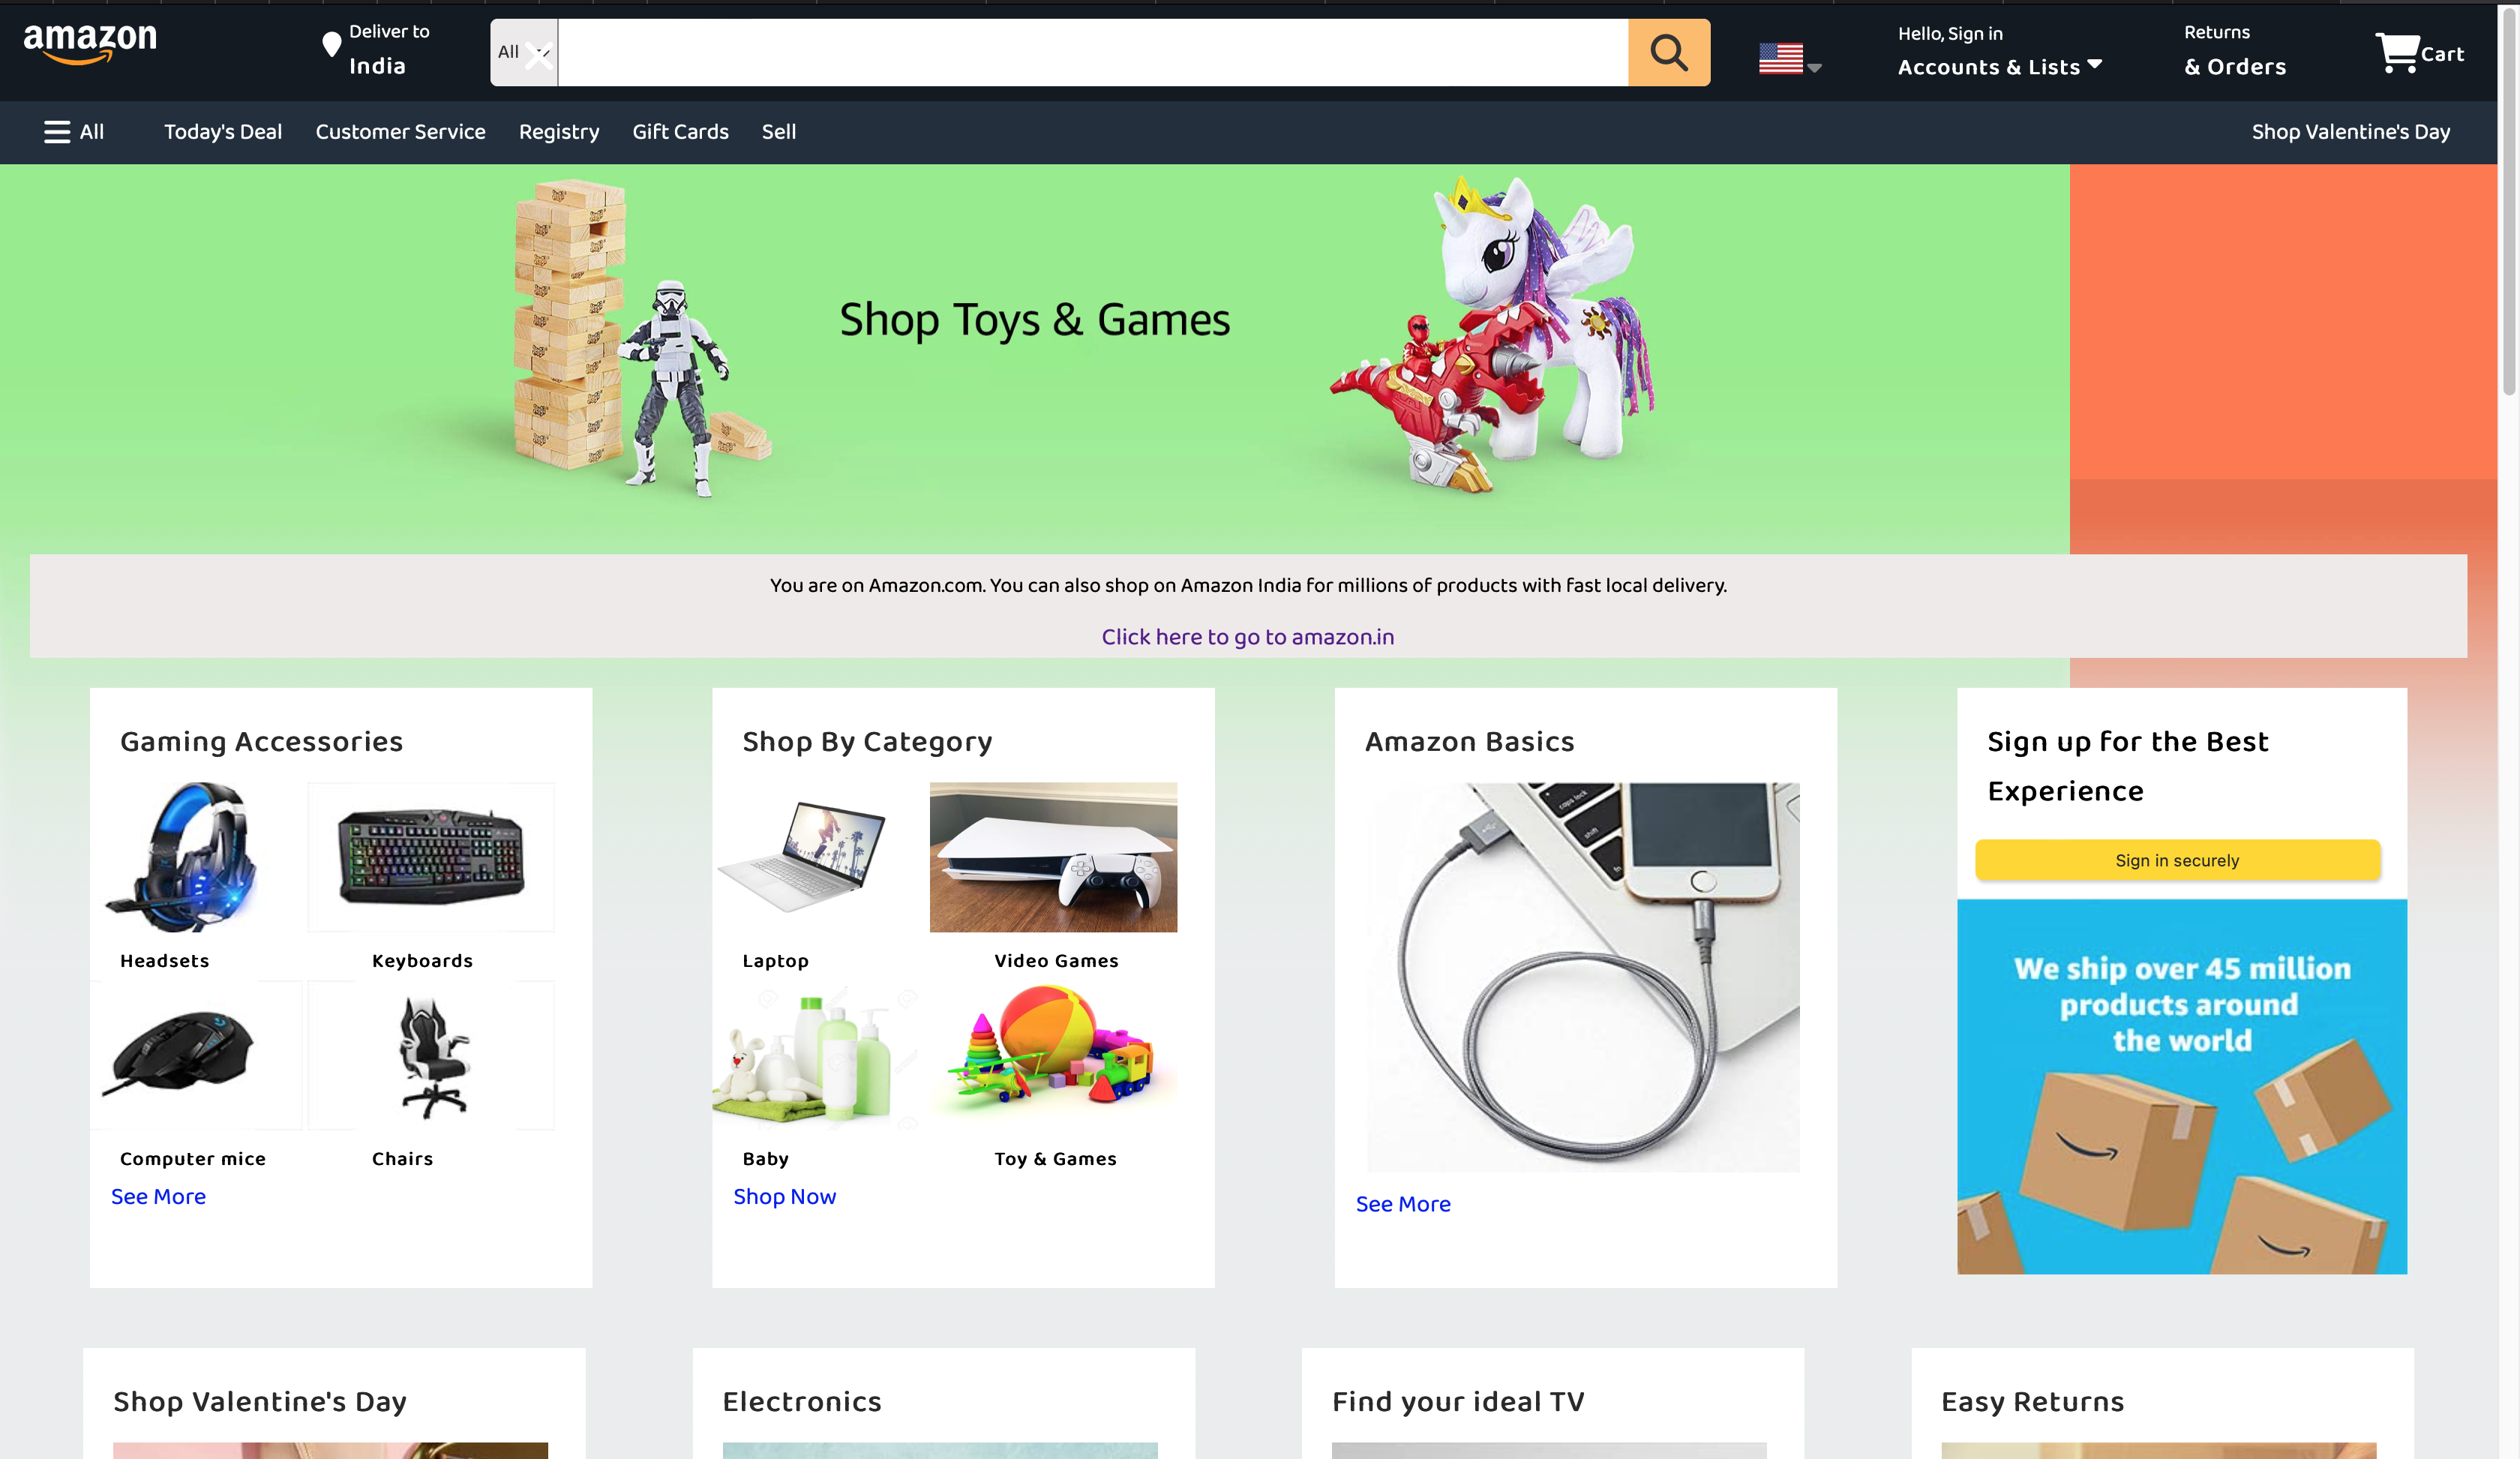 amazon
Deliver to
India
All
Hello, Sign in
Accounts & Lists
Returns
& Orders
Cart
All
Today's Deal
Customer Service
Registry
Gift Cards
Sell
Shop Valentine's Day
Shop Toys & Games
You are on Amazon.com. You can also shop on Amazon India for millions of products with fast local delivery.
Click here to go to amazon.in
Gaming Accessories
Headsets
Keyboards
Computer mice
Chairs
See More
Shop By Category
Laptop
Video Games
Baby
Toy & Games
Shop Now
Amazon Basics
caps lock
shift
fn
See More
Sign up for the Best
Experience
Sign in securely
We ship over 45 million
products around
the world
Shop Valentine's Day
Electronics
Find your ideal TV
Easy Returns